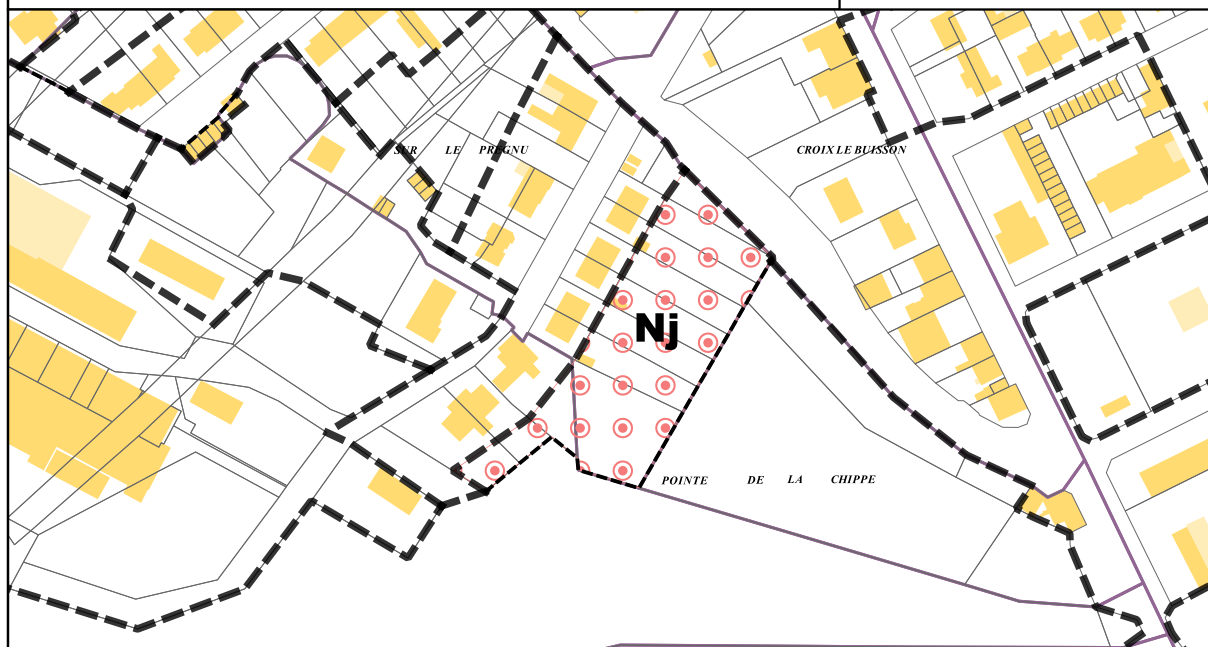 SUR LE PREGNU
CROIX LE BUISSON
Nj
POINTE DE LA CHIPPE